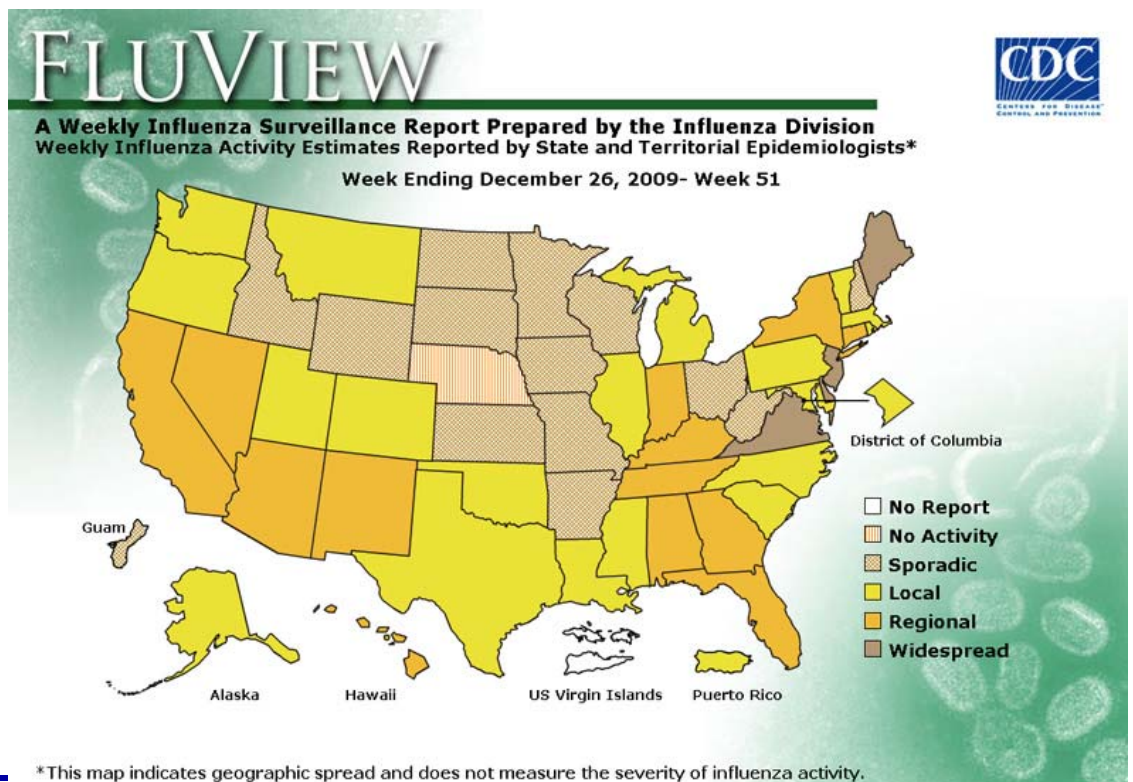 FLUVIEW
CDC
CENTERS FOR DISEASE™
CONTROL AND PREVENTION
A Weekly Influenza Surveillance Report Prepared by the Influenza Division
Weekly Influenza Activity Estimates Reported by State and Territorial Epidemiologists*
Week Ending December 26, 2009- Week 51
District of Columbia
No Report
Guam
No Activity
Sporadic
Local
Regional
Widespread
Alaska
Hawaii
US Virgin Islands
Puerto Rico
*This map indicates geographic spread and does not measure the severity of influenza activity.